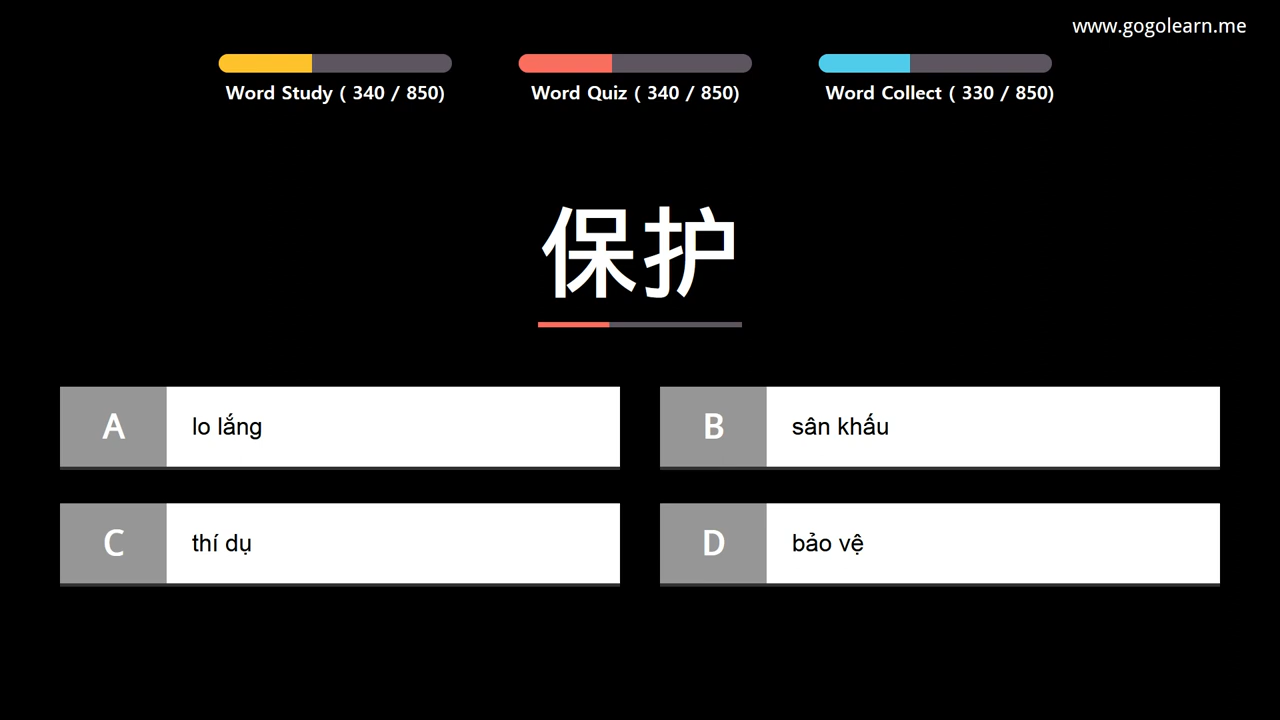 www.gogolearn.me
Word Study ( 340 / 850)
Word Quiz ( 340 / 850)
Word Collect ( 330 / 850)
保护
A
lo lắng
B
sân khấu
C
thí dụ
D
bảo vệ